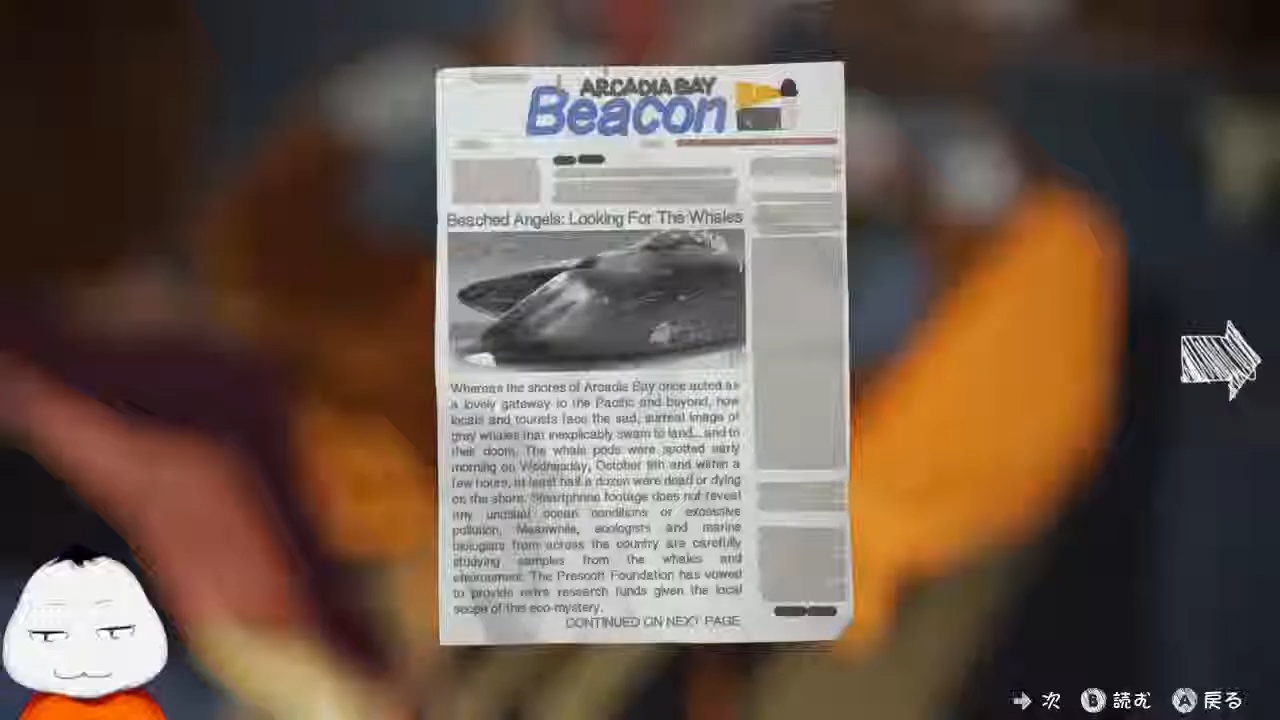 ARCADIA BAY
Beacon
Beached Angels: Looking For The Whales
Whereas the shores of Arcadia Bay once acted as
a lovely gateway to the Pacific and beyond, now
locals and tourists face the sad, surreal image of
gray whales that inexplicably swam to land...and to
their doom. The whale pods were spotted early
morning on Wednesday, October 9th and within a
few hours, at least half a dozen were dead or dying
on the shore. Smartphone footage does not reveal
any unusual ocean conditions or excessive
pollution. Meanwhile, ecologists and marine
biologists from across the country are carefully
studying samples from the whales and
environment. The Prescott Foundation has vowed
to provide extra research funds given the local
scope of this eco-mystery.
CONTINUED ON NEXT PAGE
次 B 読む A 戻る